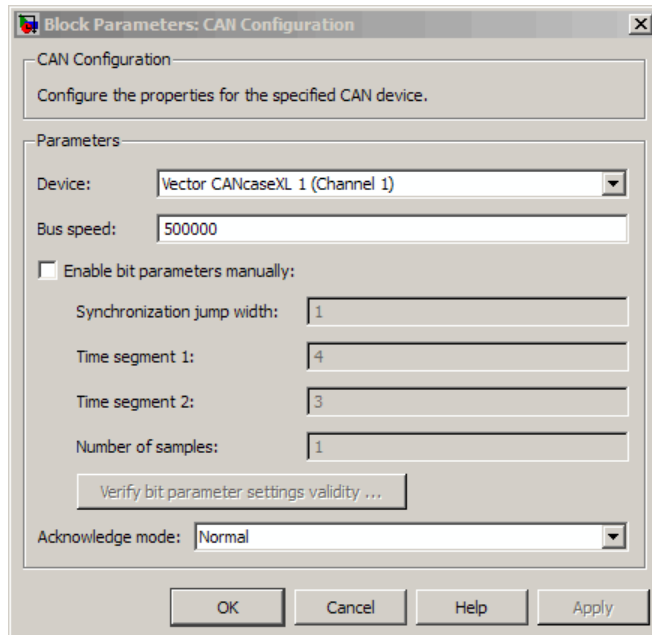 Block Parameters: CAN Configuration
CAN Configuration
Configure the properties for the specified CAN device.
Parameters
Device: Vector CANcaseXL 1 (Channel 1)
Bus speed: 500000
Enable bit parameters manually:
Synchronization jump width: 1
Time segment 1: 4
Time segment 2: 3
Number of samples: 1
Verify bit parameter settings validity ...
Acknowledge mode: Normal
OK Cancel Help Apply